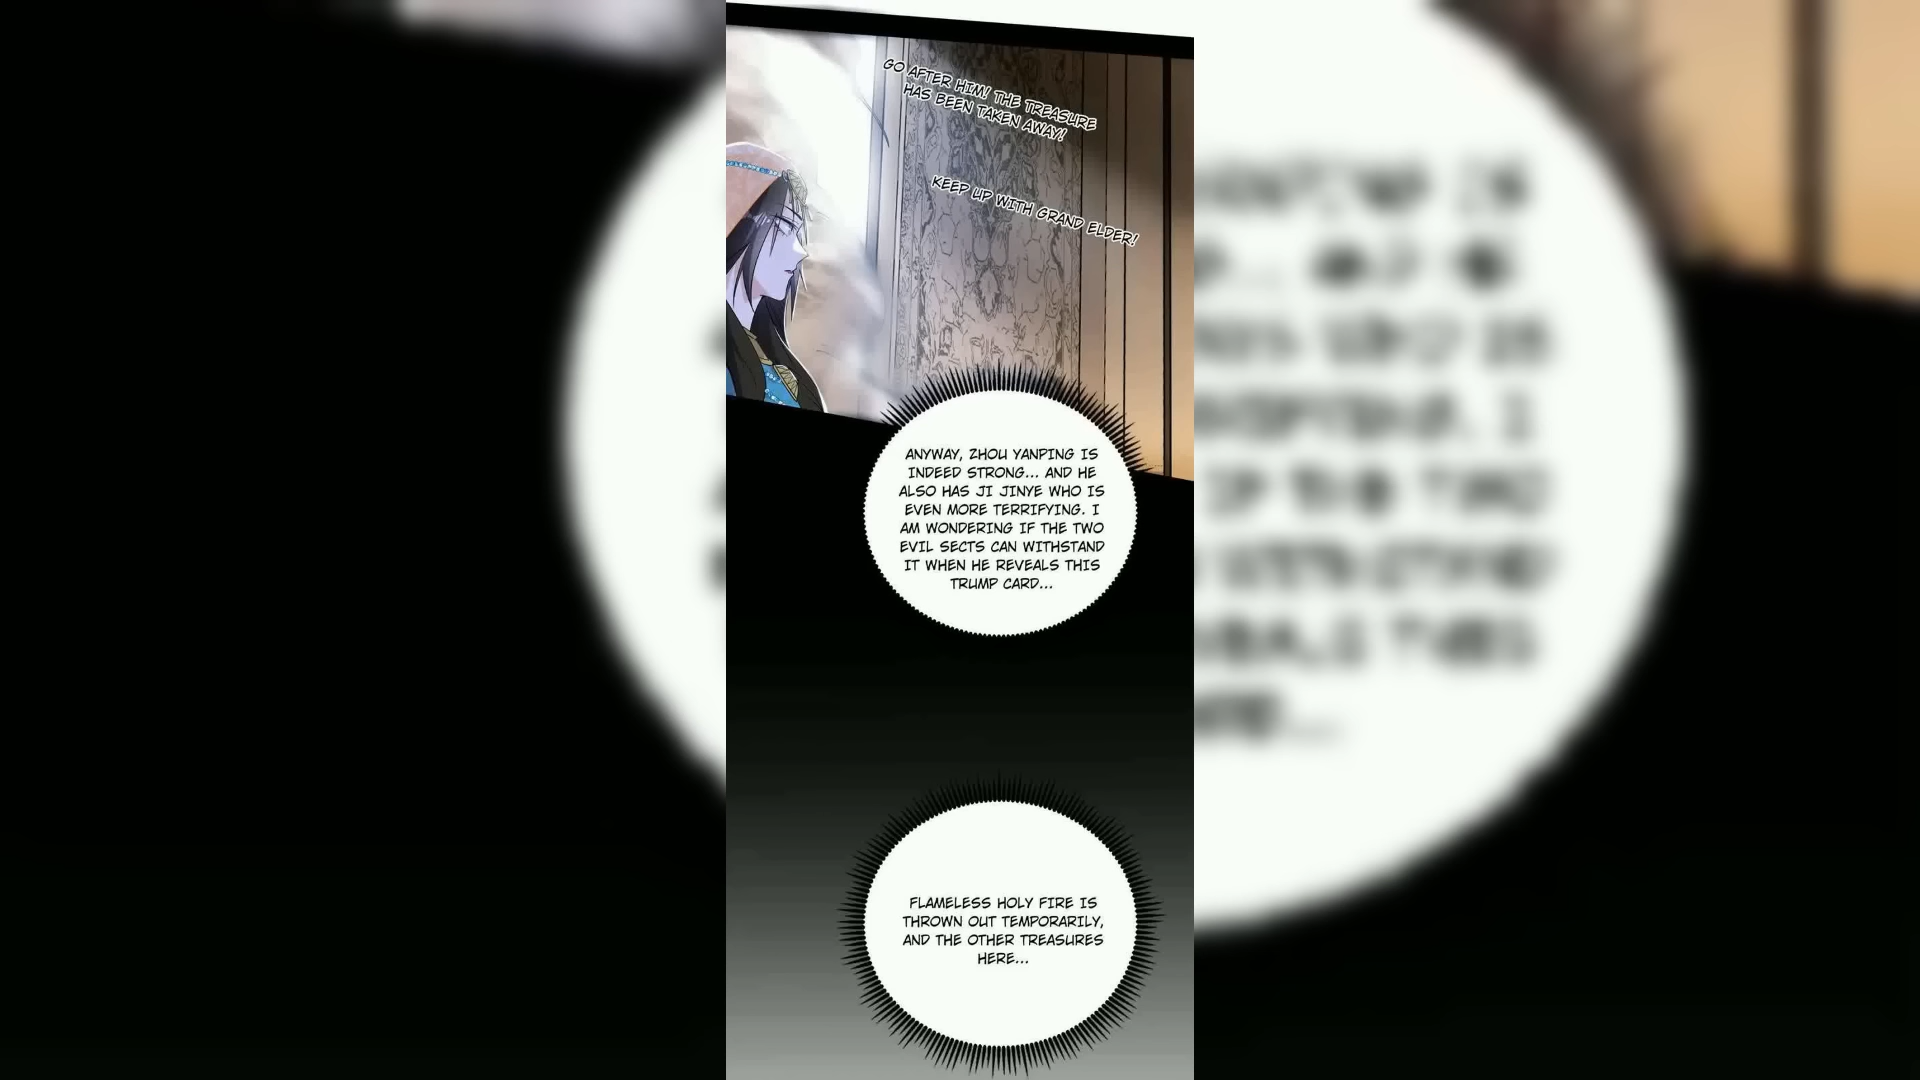 GO AFTER HIM! THE TREASURE
HAS BEEN TAKEN AWAY!
KEEP UP WITH GRAND ELDER!
ANYWAY, ZHOU YANPING IS
INDEED STRONG... AND HE
ALSO HAS JI JINYE WHO IS
EVEN MORE TERRIFYING. I
AM WONDERING IF THE TWO
EVIL SECTS CAN WITHSTAND
IT WHEN HE REVEALS THIS
TRUMP CARD...
FLAMELESS HOLY FIRE IS
THROWN OUT TEMPORARILY,
AND THE OTHER TREASURES
HERE...